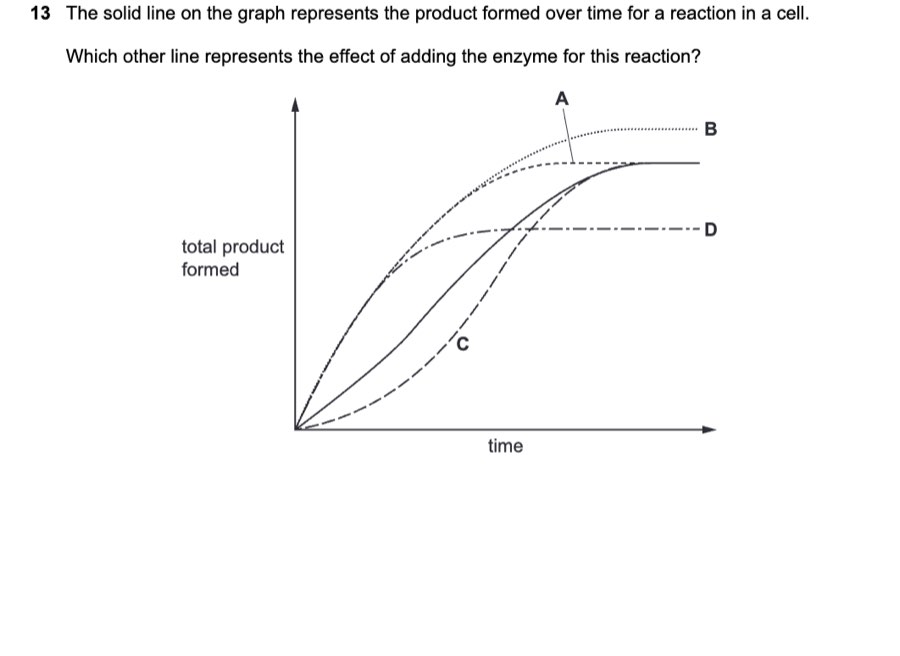 13 The solid line on the graph represents the product formed over time for a reaction in a cell.
Which other line represents the effect of adding the enzyme for this reaction?
A
B
total product
formed
D
C
time